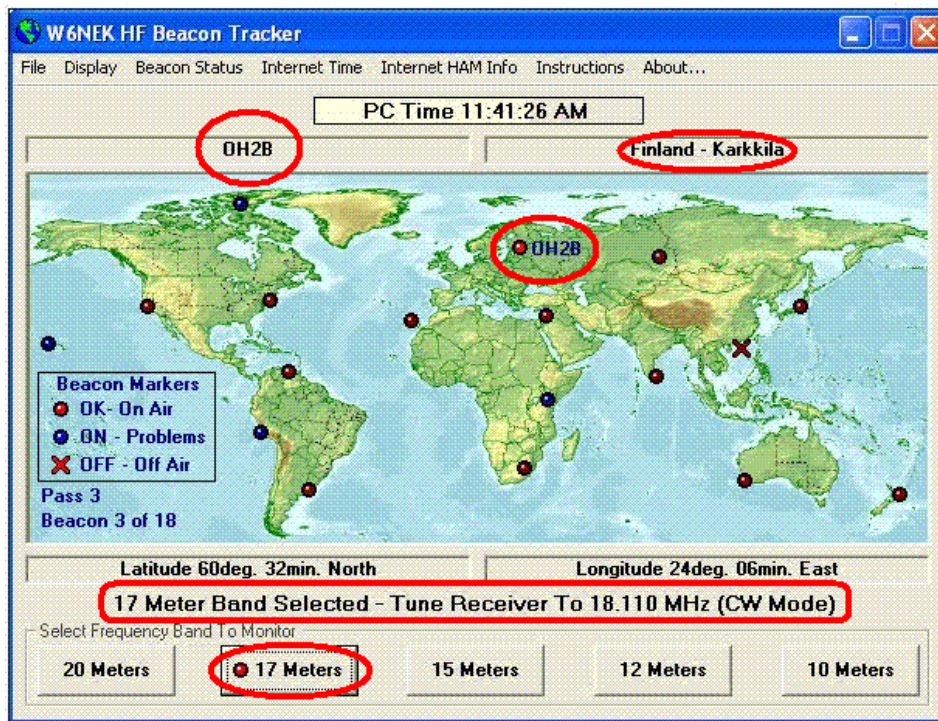 W6NEK HF Beacon Tracker
File Display Beacon Status Internet Time Internet HAM Info Instructions About...
PC Time 11:41:26 AM
OH2B
Finland - Karkkila
OH2B
Beacon Markers
OK- On Air
ON - Problems
OFF - Off Air
Pass 3
Beacon 3 of 18
Latitude 60deg. 32min. North
Longitude 24deg. 06min. East
17 Meter Band Selected - Tune Receiver To 18.110 MHz (CW Mode)
Select Frequency Band To Monitor
20 Meters
17 Meters
15 Meters
12 Meters
10 Meters